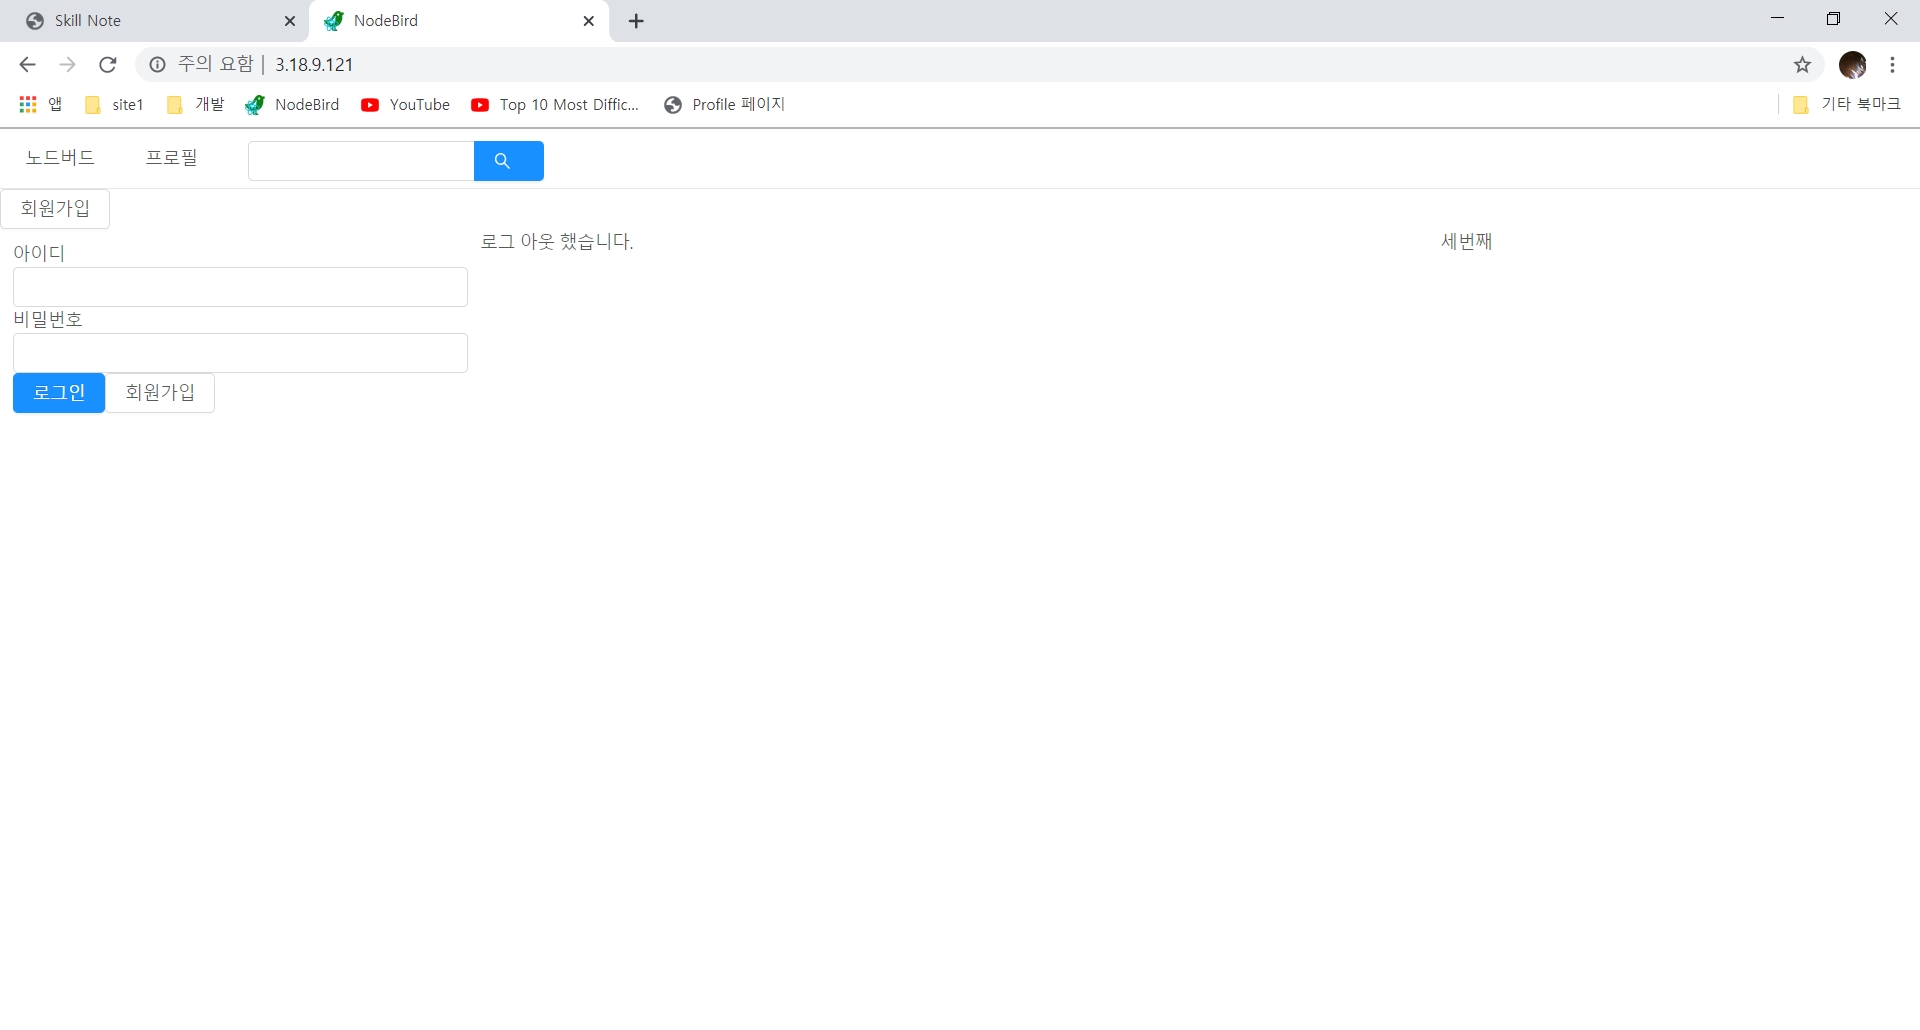 Skill Note
NodeBird
주의 요함 | 3.18.9.121
앱 site1 개발 NodeBird YouTube Top 10 Most Diffic... Profile 페이지 기타 북마크
노드버드 프로필
회원가입
아이디
비밀번호
로그인 회원가입
로그 아웃 했습니다.
세번째